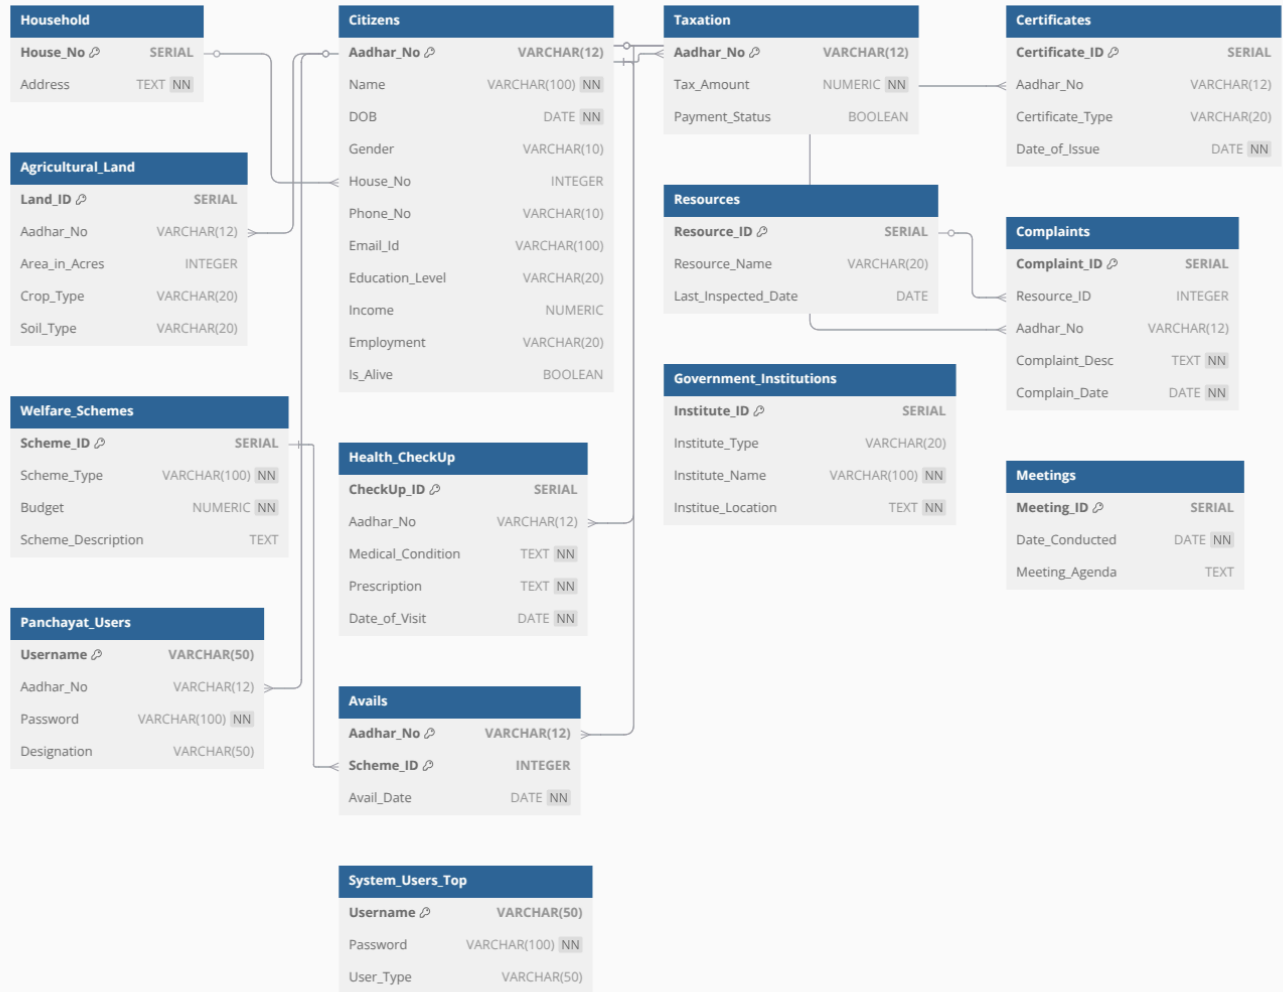 Household
House_No SERIAL
Address TEXT NN
Agricultural_Land
Land_ID SERIAL
Aadhar_No VARCHAR(12)
Area_in_Acres INTEGER
Crop_Type VARCHAR(20)
Soil_Type VARCHAR(20)
Welfare_Schemes
Scheme_ID SERIAL
Scheme_Type VARCHAR(100) NN
Budget NUMERIC NN
Scheme_Description TEXT
Panchayat_Users
Username VARCHAR(50)
Aadhar_No VARCHAR(12)
Password VARCHAR(100) NN
Designation VARCHAR(50)
Citizens
Aadhar_No VARCHAR(12)
Name VARCHAR(100) NN
DOB DATE NN
Gender VARCHAR(10)
House_No INTEGER
Phone_No VARCHAR(10)
Email_Id VARCHAR(100)
Education_Level VARCHAR(20)
Income NUMERIC
Employment VARCHAR(20)
Is_Alive BOOLEAN
Health_CheckUp
CheckUp_ID SERIAL
Aadhar_No VARCHAR(12)
Medical_Condition TEXT NN
Prescription TEXT NN
Date_of_Visit DATE NN
Avails
Aadhar_No VARCHAR(12)
Scheme_ID INTEGER
Avail_Date DATE NN
System_Users_Top
Username VARCHAR(50)
Password VARCHAR(100) NN
User_Type VARCHAR(50)
Taxation
Aadhar_No VARCHAR(12)
Tax_Amount NUMERIC NN
Payment_Status BOOLEAN
Resources
Resource_ID SERIAL
Resource_Name VARCHAR(20)
Last_Inspected_Date DATE
Government_Institutions
Institute_ID SERIAL
Institute_Type VARCHAR(20)
Institute_Name VARCHAR(100) NN
Institue_Location TEXT NN
Certificates
Certificate_ID SERIAL
Aadhar_No VARCHAR(12)
Certificate_Type VARCHAR(20)
Date_of_Issue DATE NN
Complaints
Complaint_ID SERIAL
Resource_ID INTEGER
Aadhar_No VARCHAR(12)
Complaint_Desc TEXT NN
Complain_Date DATE NN
Meetings
Meeting_ID SERIAL
Date_Conducted DATE NN
Meeting_Agenda TEXT